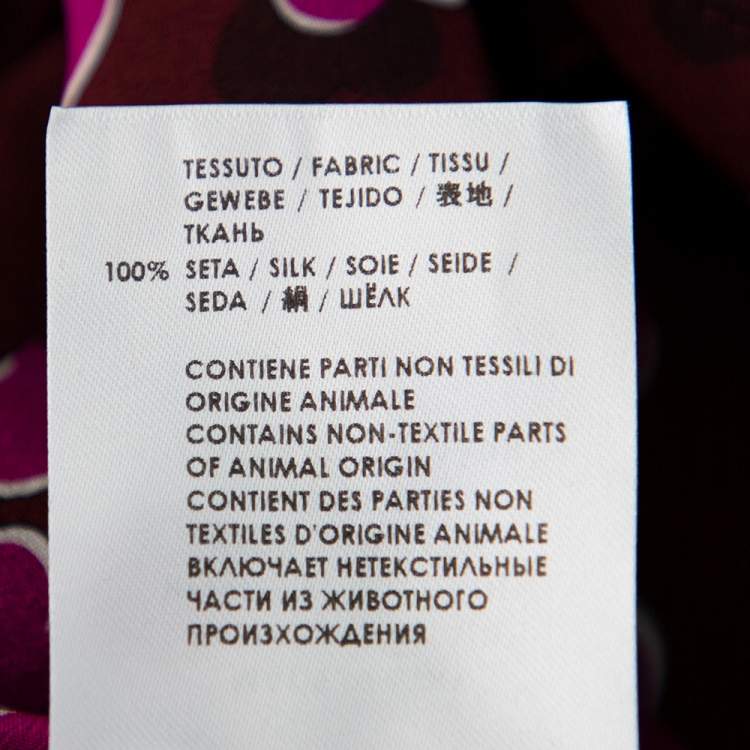 TESSUTO / FABRIC / TISSU /
GEWEBE / TEJIDO / 表地 /
ТКАНЬ
100% SETA / SILK / SOIE / SEIDE /
SEDA / 絹 / ШЁЛК
CONTIENE PARTI NON TESSILI DI
ORIGINE ANIMALE
CONTAINS NON-TEXTILE PARTS
OF ANIMAL ORIGIN
CONTIENT DES PARTIES NON
TEXTILES D'ORIGINE ANIMALE
ВКЛЮЧАЕТ НЕТЕКСТИЛЬНЫЕ
ЧАСТИ ИЗ ЖИВОТНОГО
ПРОИЗХОЖДЕНИЯ